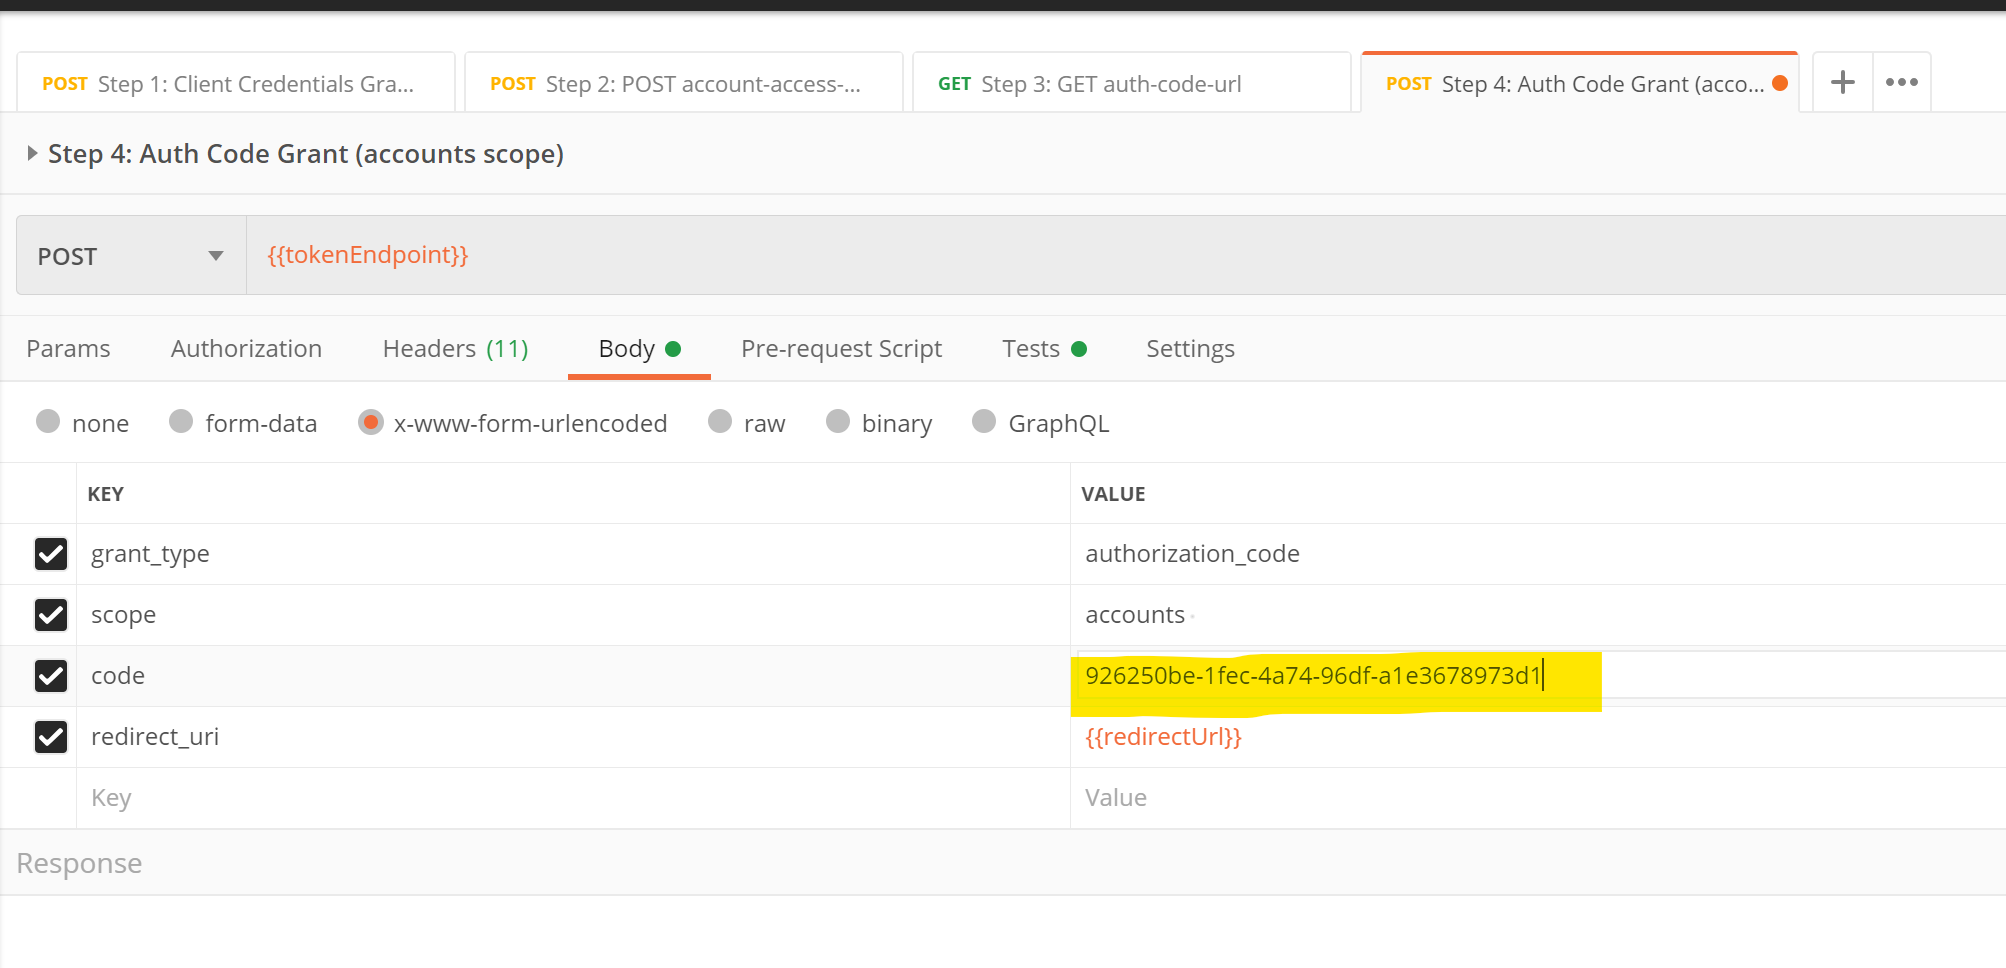 POST Step 1: Client Credentials Gra... POST Step 2: POST account-access-... GET Step 3: GET auth-code-url POST Step 4: Auth Code Grant (acco...
Step 4: Auth Code Grant (accounts scope)
POST {{tokenEndpoint}}
Params Authorization Headers (11) Body Pre-request Script Tests Settings
none form-data x-www-form-urlencoded raw binary GraphQL
KEY VALUE
grant_type authorization_code
scope accounts
code 926250be-1fec-4a74-96df-a1e3678973d1
redirect_uri {{redirectUrl}}
Key Value
Response